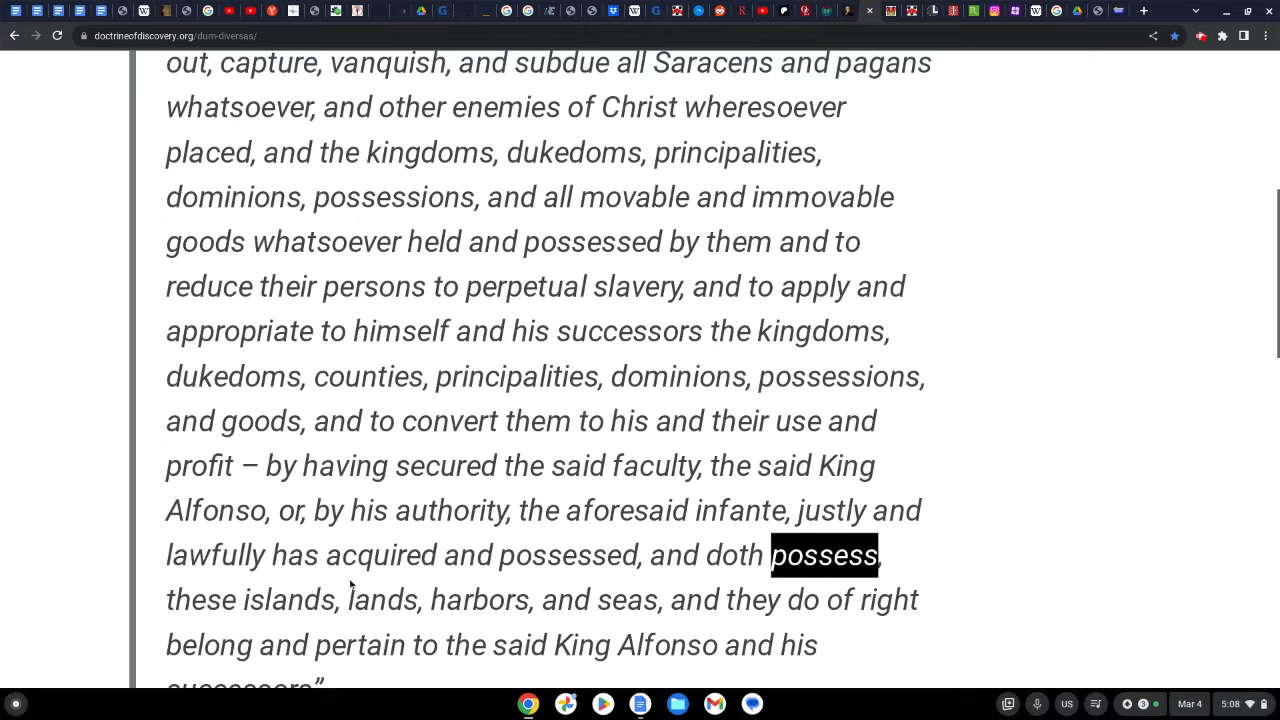 doctrineofdiscovery.org/dum-diversas/
out, capture, vanquish, and subdue all Saracens and pagans
whatsoever, and other enemies of Christ wheresoever
placed, and the kingdoms, dukedoms, principalities,
dominions, possessions, and all movable and immovable
goods whatsoever held and possessed by them and to
reduce their persons to perpetual slavery, and to apply and
appropriate to himself and his successors the kingdoms,
dukedoms, counties, principalities, dominions, possessions,
and goods, and to convert them to his and their use and
profit – by having secured the said faculty, the said King
Alfonso, or, by his authority, the aforesaid infante, justly and
lawfully has acquired and possessed, and doth possess,
these islands, lands, harbors, and seas, and they do of right
belong and pertain to the said King Alfonso and his
successors”
US
3
Mar 4
5:08